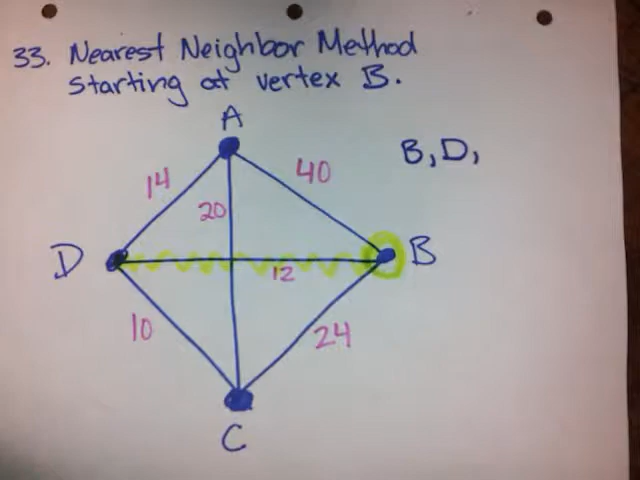 33. Nearest Neighbor Method
starting at vertex B.
A
B,D,
14
40
20
D
B
12
10
24
C